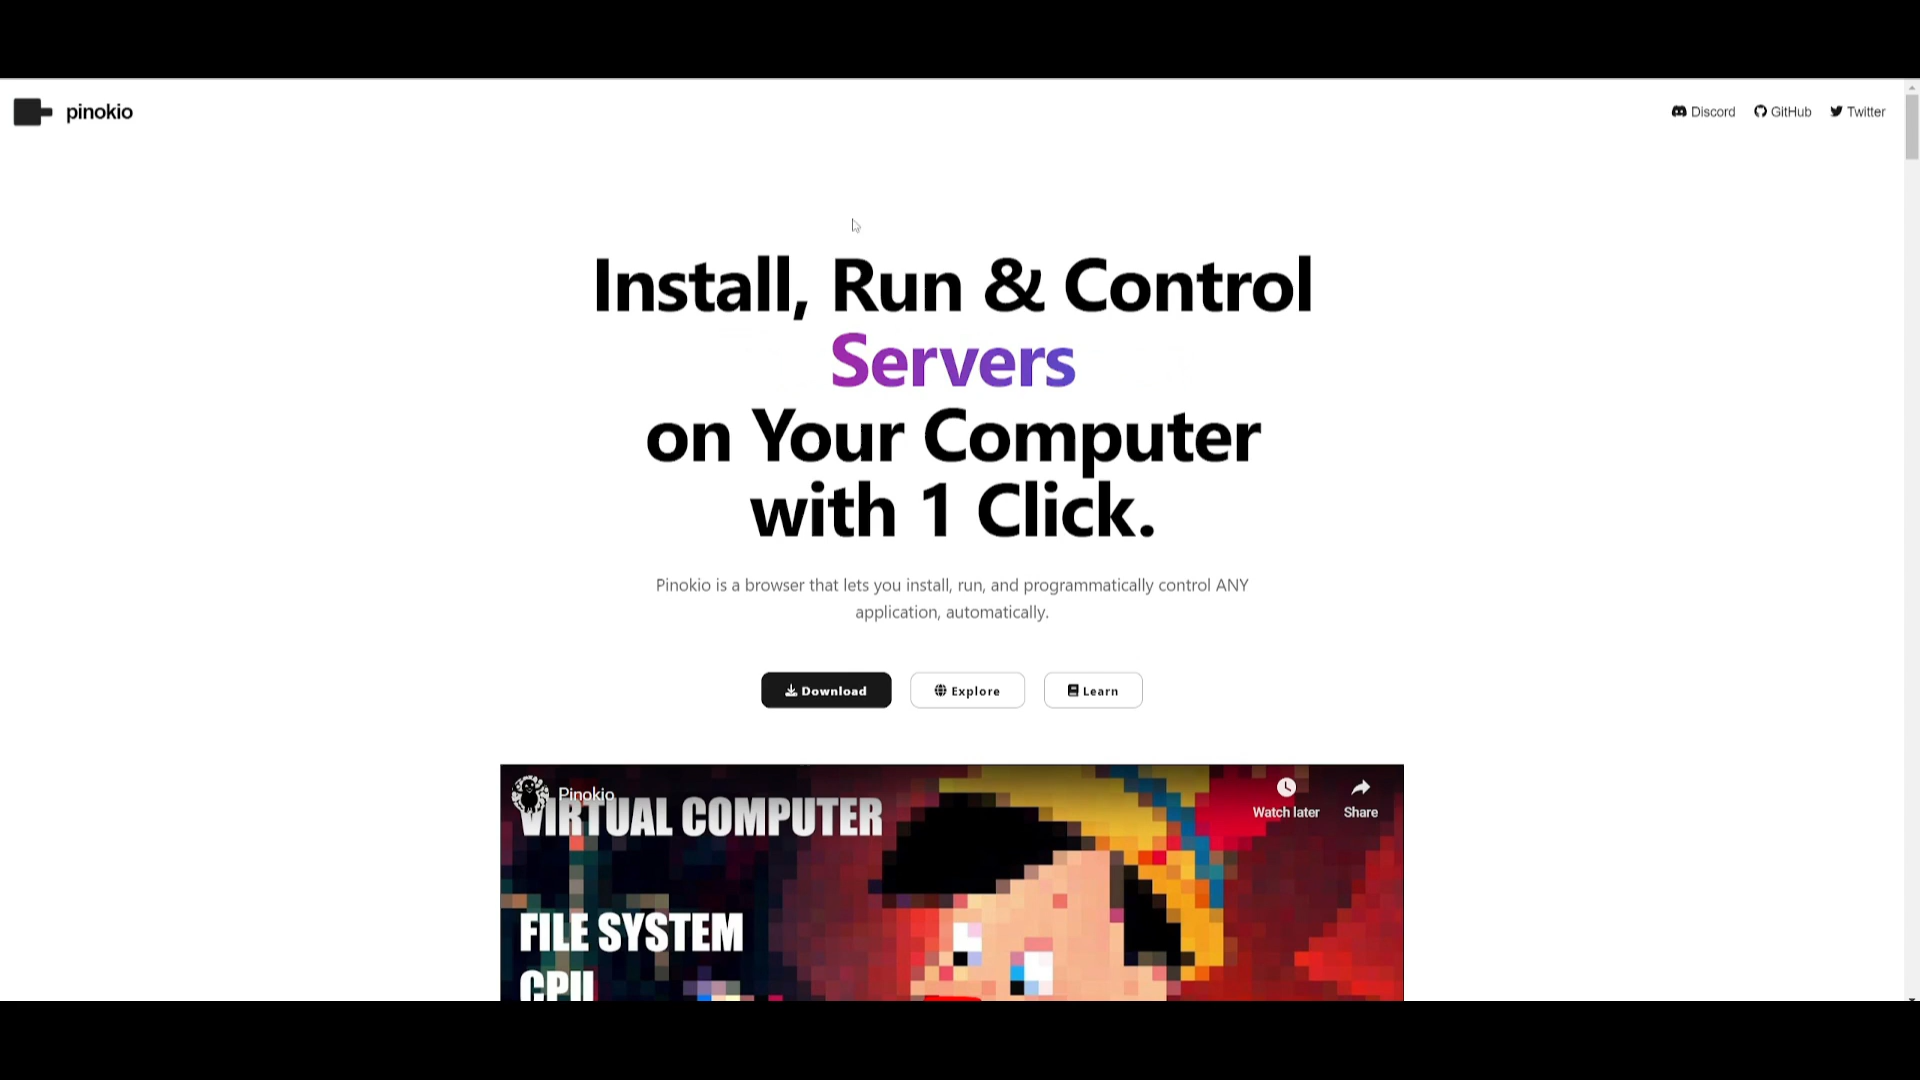 pinokio
Discord GitHub Twitter
Install, Run & Control
Servers
on Your Computer
with 1 Click.
Pinokio is a browser that lets you install, run, and programmatically control ANY
application, automatically.
Download Explore Learn
Pinokio
Watch later Share
VIRTUAL COMPUTER
FILE SYSTEM
CPU